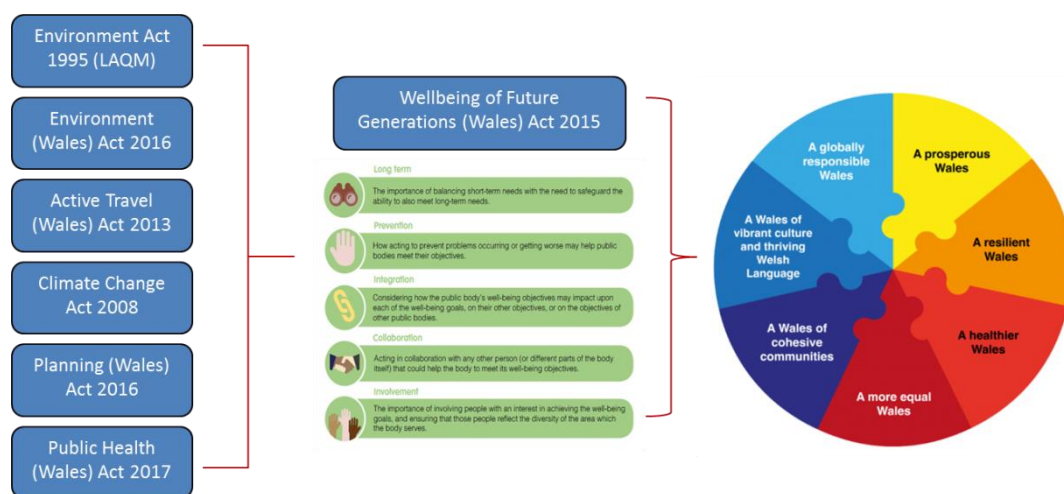 Environment Act
1995 (LAQM)
Environment
(Wales) Act 2016
Active Travel
(Wales) Act 2013
Climate Change
Act 2008
Planning (Wales)
Act 2016
Public Health
(Wales) Act 2017
Wellbeing of Future
Generations (Wales) Act 2015
Long term
The importance of balancing short-term needs with the need to safeguard the
ability to also meet long-term needs.
Prevention
How acting to prevent problems occurring or getting worse may help public
bodies meet their objectives.
Integration
Considering how the public body's well-being objectives may impact upon
each of the well-being goals, on their other objectives, or on the objectives of
other public bodies.
Collaboration
Acting in collaboration with any other person (or different parts of the body
itself) that could help the body to meet its well-being objectives.
Involvement
The importance of involving people with an interest in achieving the well-being
goals, and ensuring that those people reflect the diversity of the area which
the body serves.
A globally
responsible
Wales
A prosperous
Wales
A resilient
Wales
A healthier
Wales
A more equal
Wales
A Wales of
cohesive
communities
A Wales of
vibrant culture
and thriving
Welsh
Language